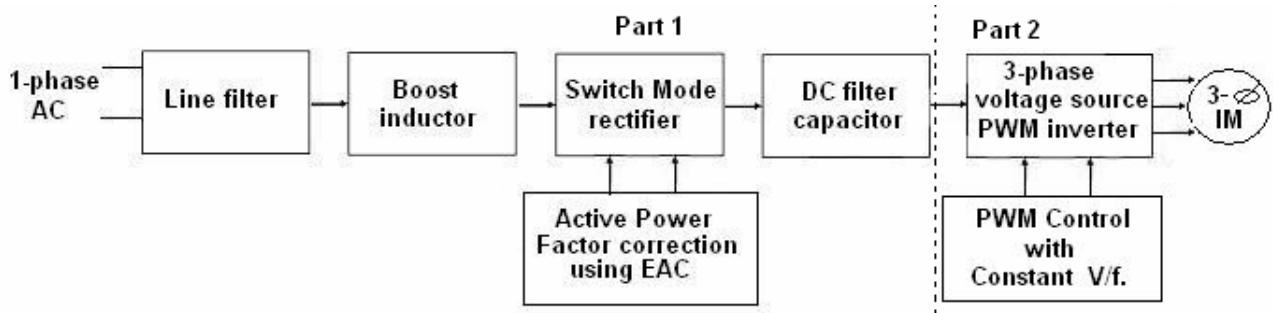 Part 1
Part 2
1-phase
AC
Line filter
Boost
inductor
Switch Mode
rectifier
DC filter
capacitor
3-phase
voltage source
PWM inverter
3-
IM
Active Power
Factor correction
using EAC
PWM Control
with
Constant V/f.